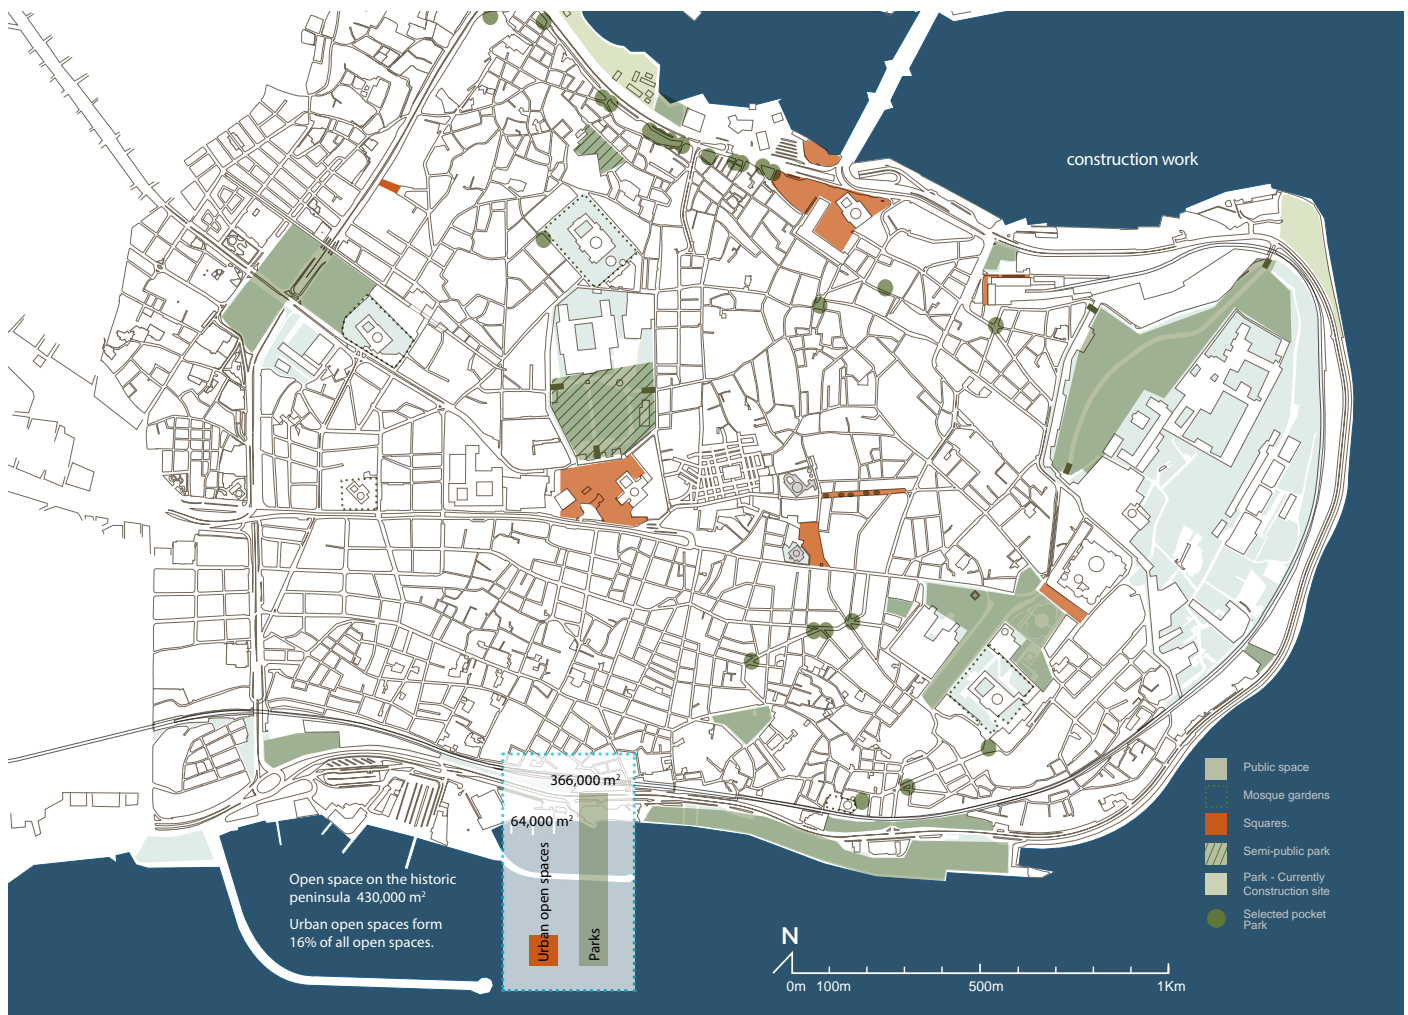 construction work
366,000 m²
64,000 m²
Urban open spaces
Parks
Open space on the historic
peninsula 430,000 m²
Urban open spaces form
16% of all open spaces.
N
0m 100m 500m 1Km
Public space
Mosque gardens
Squares.
Semi-public park
Park - Currently
Construction site
Selected pocket
Park